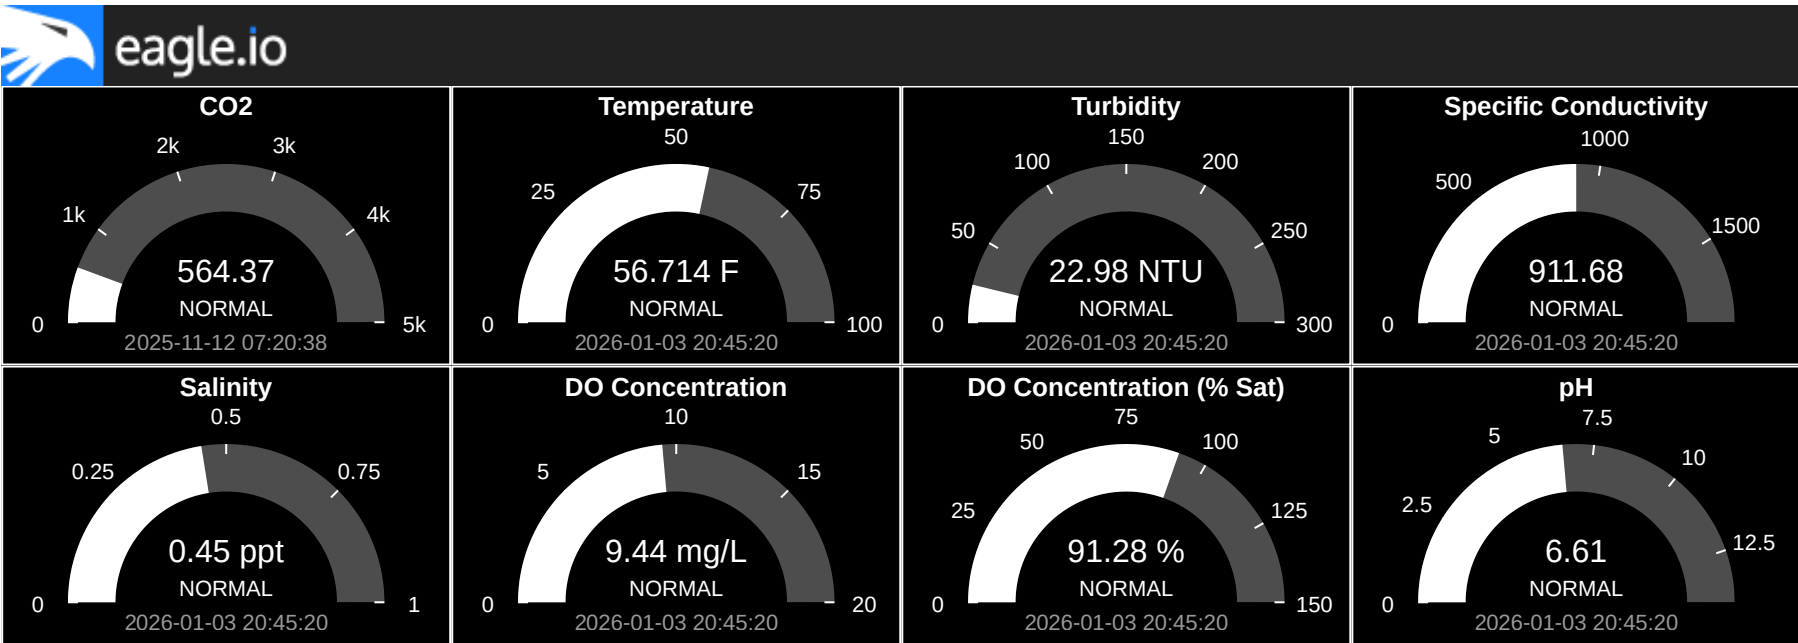 eagle.io
CO2
2k 3k
1k 4k
564.37
NORMAL
0 5k
2025-11-12 07:20:38
Temperature
50
25 75
56.714 F
NORMAL
0 100
2026-01-03 20:45:20
Turbidity
150
100 200
50 250
22.98 NTU
NORMAL
0 300
2026-01-03 20:45:20
Specific Conductivity
1000
500
1500
911.68
NORMAL
0
2026-01-03 20:45:20
Salinity
0.5
0.25 0.75
0.45 ppt
NORMAL
0 1
2026-01-03 20:45:20
DO Concentration
10
5 15
9.44 mg/L
NORMAL
0 20
2026-01-03 20:45:20
DO Concentration (% Sat)
75
50 100
25 125
91.28 %
NORMAL
0 150
2026-01-03 20:45:20
pH
7.5
5
10
2.5
12.5
6.61
NORMAL
0
2026-01-03 20:45:20